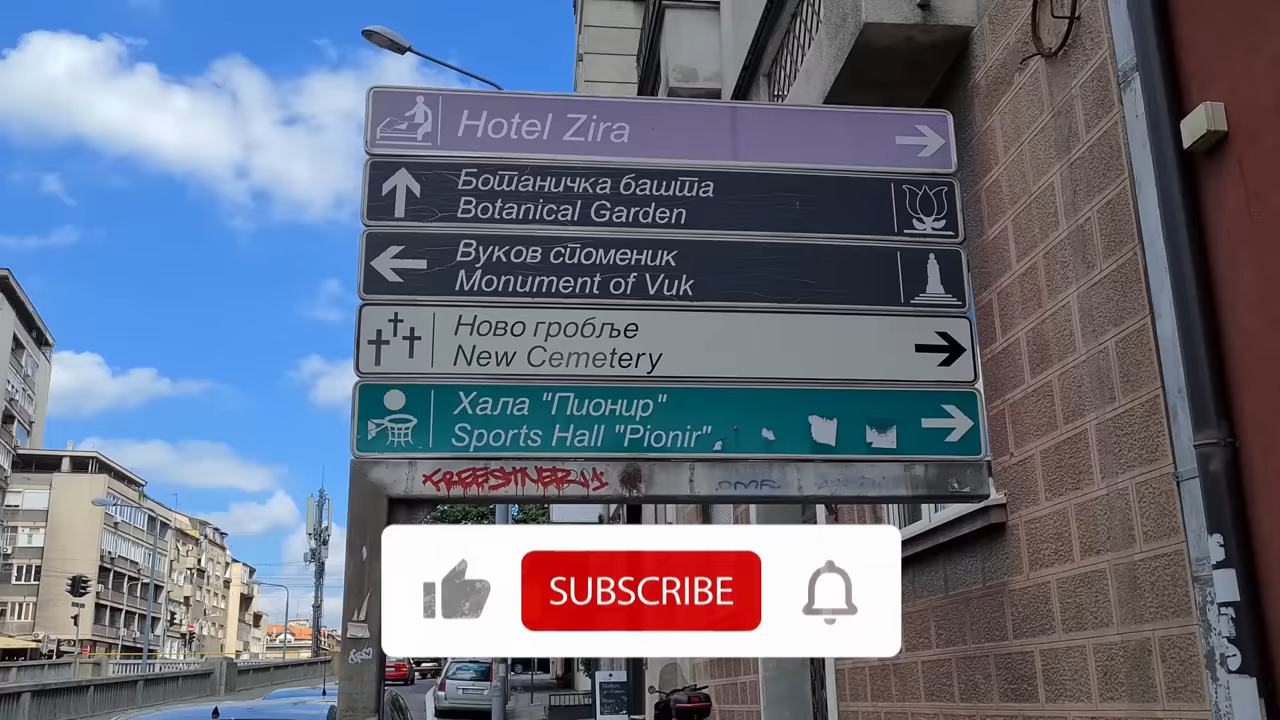 Hotel Zira
Ботаничка башта
Botanical Garden
Вуков споменик
Monument of Vuk
Ново гробље
New Cemetery
Хала "Пионир"
Sports Hall "Pionir"
SUBSCRIBE